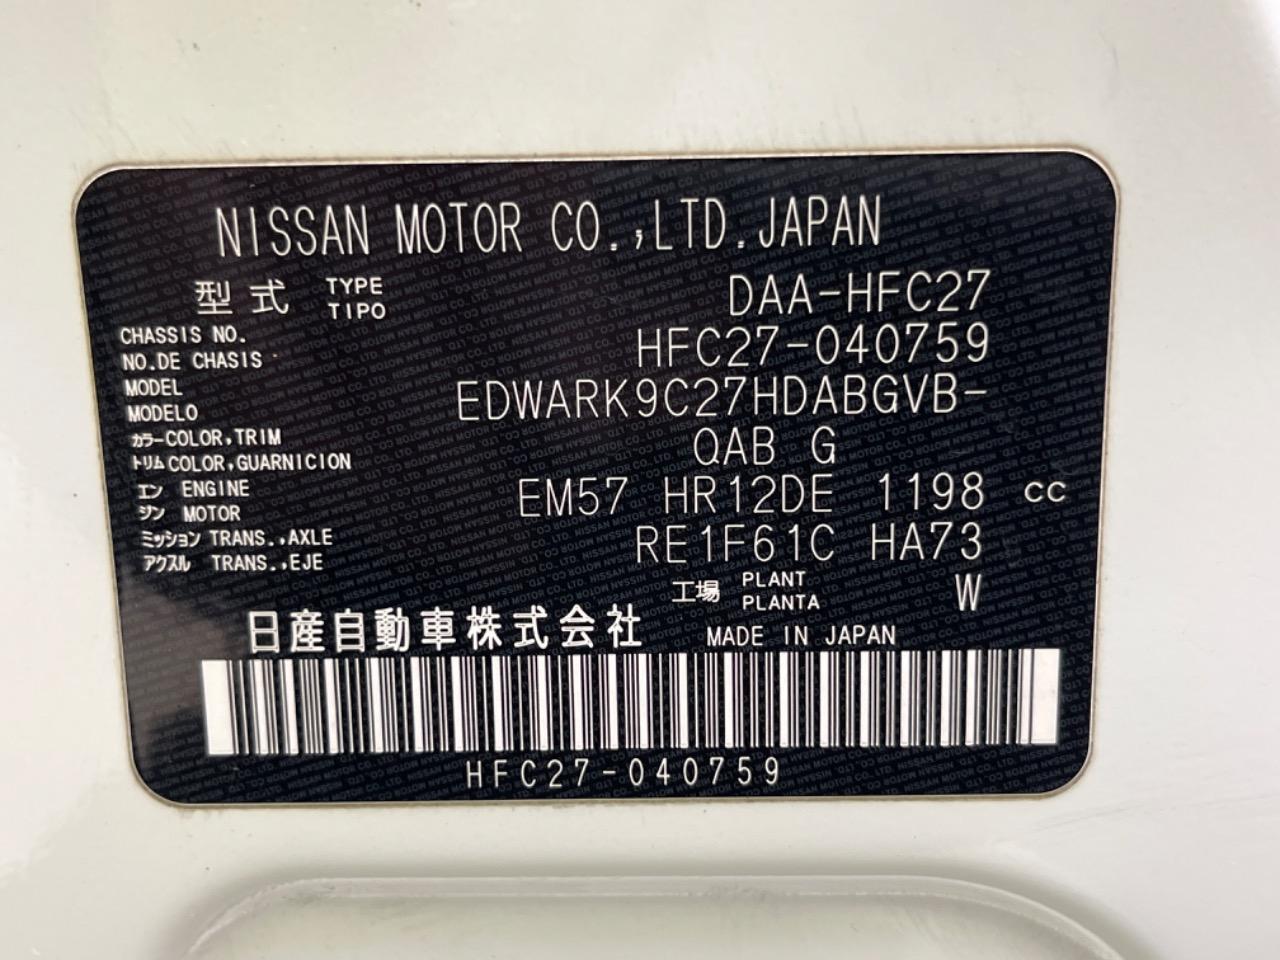 NISSAN MOTOR CO.,LTD.JAPAN
型式 TYPE TIPO DAA-HFC27
CHASSIS NO.
NO.DE CHASIS HFC27-040759
MODEL
MODELO EDWARK9C27HDABGVB-
カラー COLOR,TRIM
トリム COLOR,GUARNICION QAB G
エン ENGINE
ジン MOTOR EM57 HR12DE 1198 CC
ミッション TRANS.,AXLE
アクスル TRANS.,EJE RE1F61C HA73
工場 PLANT PLANTA W
日産自動車株式会社 MADE IN JAPAN
HFC27-040759